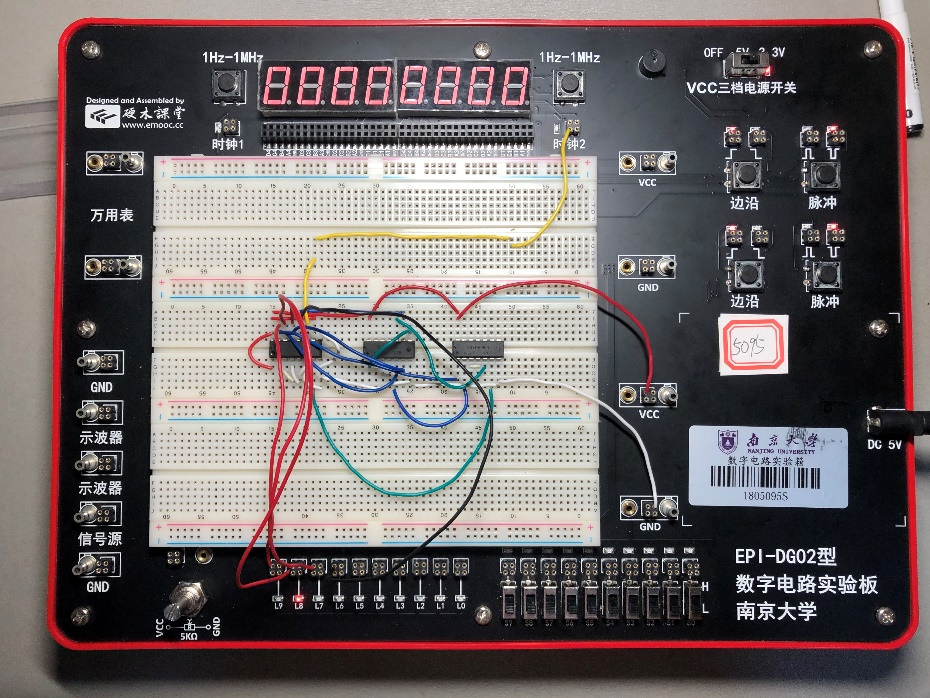 1Hz-1MHz
1Hz-1MHz
OFF 5V 3.3V
VCC三档电源开关
Designed and Assembled by
硬木課堂
www.emooc.cc
时钟1
时钟2
VCC
万用表
边沿
脉冲
GND
边沿
脉冲
5095
GND
VCC
示波器
DC 5V
南京大学
NANJING UNIVERSITY
数字电路实验箱
1805095S
示波器
信号源
GND
GND
EPI-DG02型
数字电路实验板
南京大学
H
L
L9 L8 L7 L6 L5 L4 L3 L2 L1 L0
VCC
5KΩ
GND